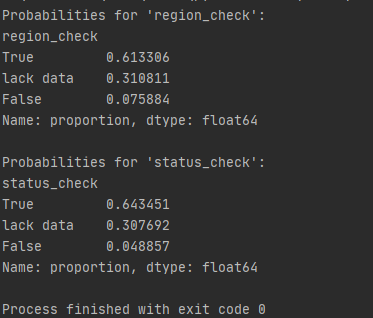 Probabilities for 'region_check':
region_check
True         0.613306
lack data    0.310811
False        0.075884
Name: proportion, dtype: float64

Probabilities for 'status_check':
status_check
True         0.643451
lack data    0.307692
False        0.048857
Name: proportion, dtype: float64

Process finished with exit code 0